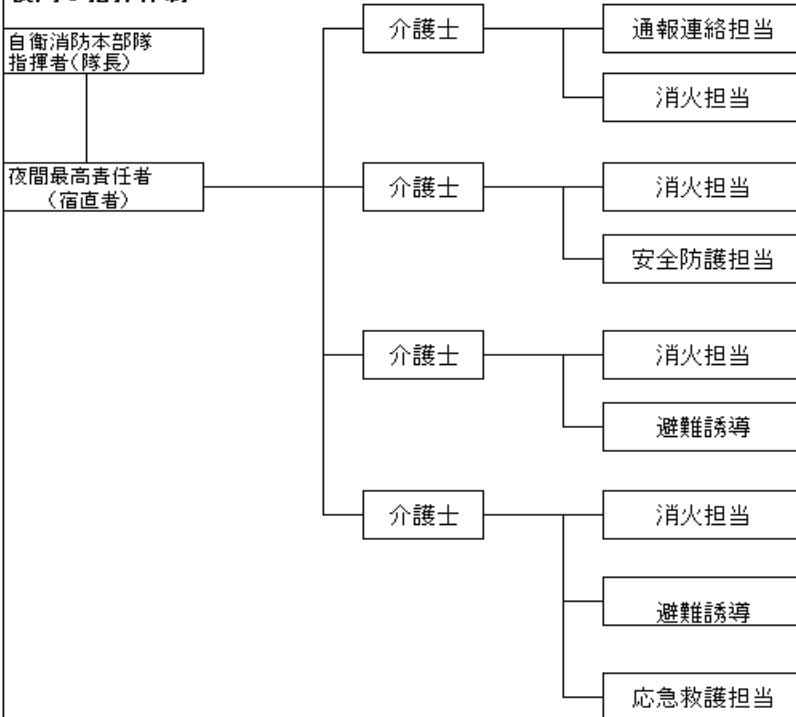 自衛消防本部隊
指揮者(隊長)
夜間最高責任者
(宿直者)
介護士
通報連絡担当
消火担当
介護士
消火担当
安全防護担当
介護士
消火担当
避難誘導
介護士
消火担当
避難誘導
応急救護担当